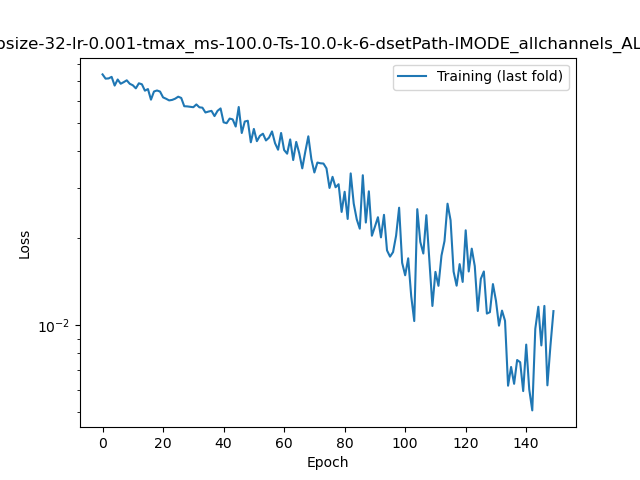 osize-32-lr-0.001-tmax_ms-100.0-Ts-10.0-k-6-dsetPath-IMODE_allchannels_AL
Training (last fold)
Loss
10⁻²
0 20 40 60 80 100 120 140
Epoch